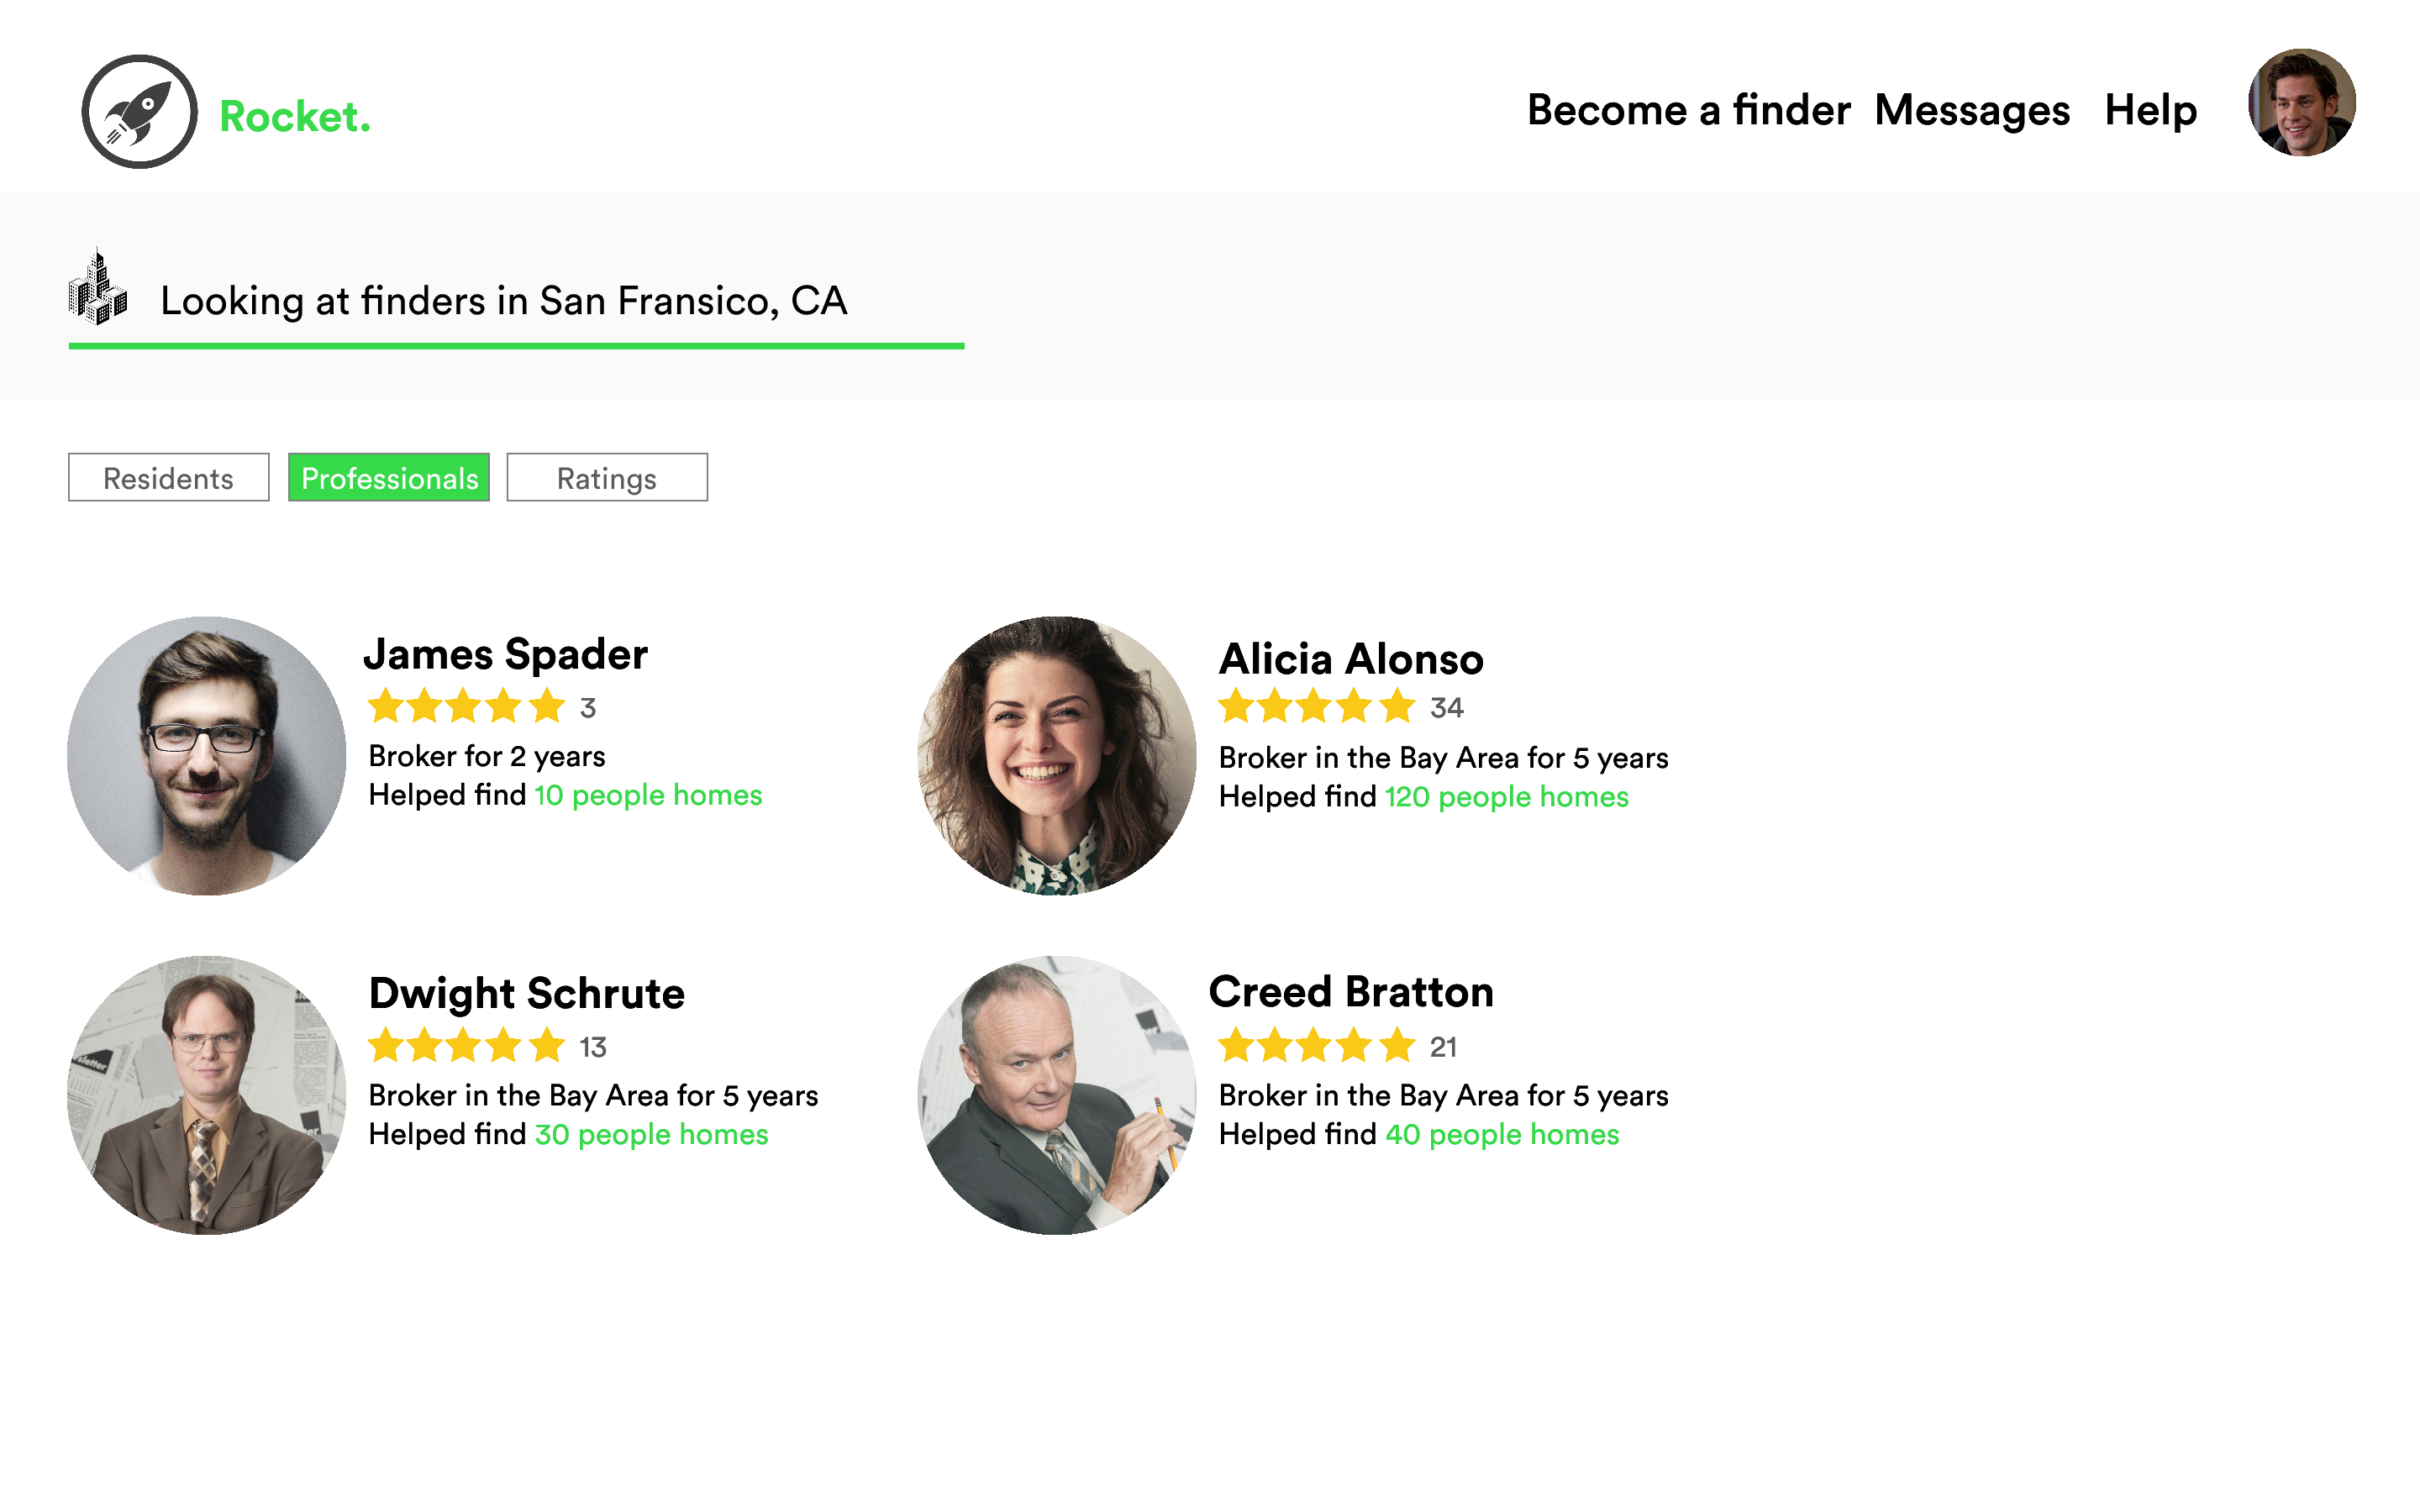 Rocket.
Become a finder Messages Help
Looking at finders in San Fransico, CA
Residents Professionals Ratings
James Spader
3
Broker for 2 years
Helped find 10 people homes
Alicia Alonso
34
Broker in the Bay Area for 5 years
Helped find 120 people homes
Dwight Schrute
13
Broker in the Bay Area for 5 years
Helped find 30 people homes
Creed Bratton
21
Broker in the Bay Area for 5 years
Helped find 40 people homes